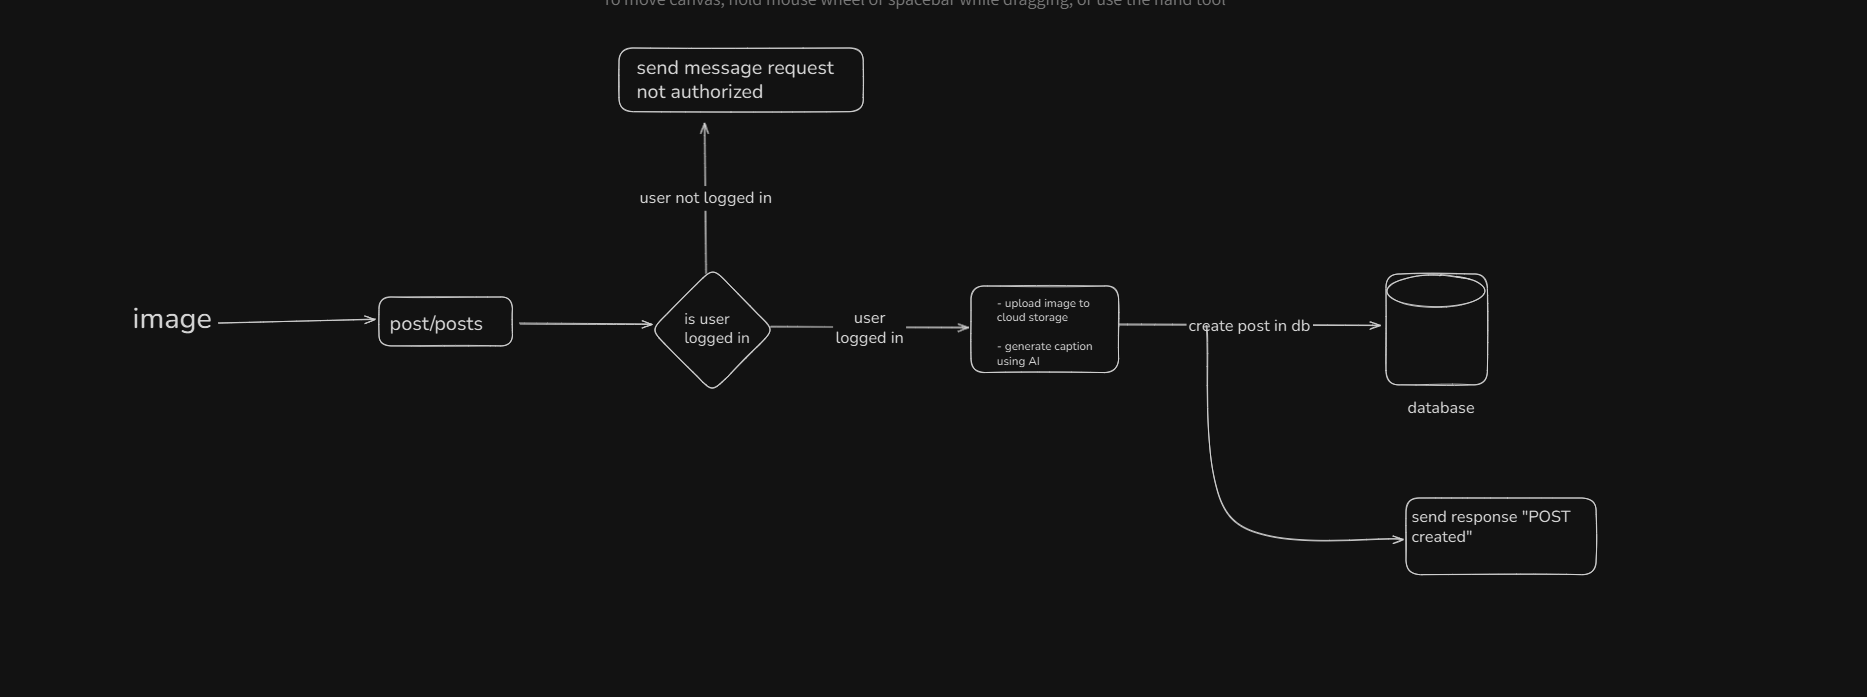 To move canvas, hold mouse wheel or spacebar while dragging, or use the hand tool
send message request
not authorized
user not logged in
image
post/posts
is user
logged in
user
logged in
- upload image to
cloud storage
- generate caption
using AI
create post in db
database
send response "POST
created"